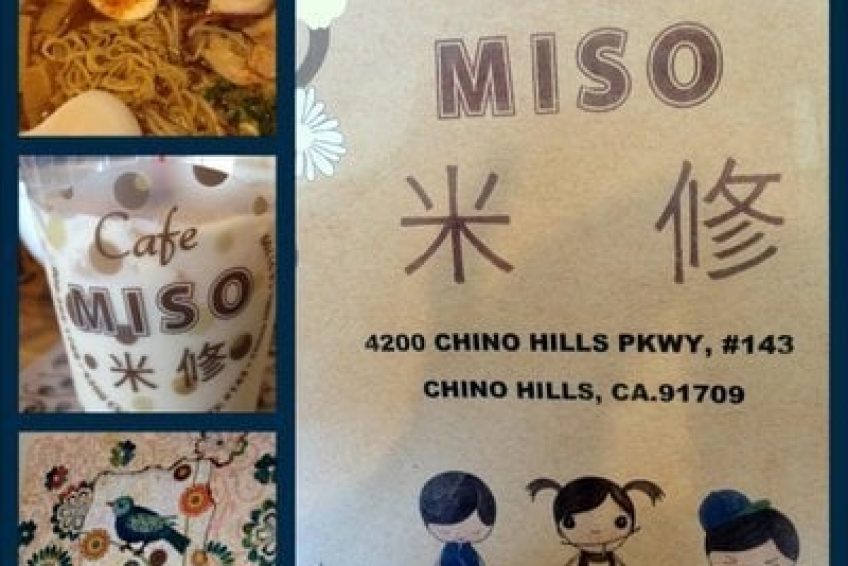 Cafe
MISO
米修
MISO
米 修
4200 CHINO HILLS PKWY, #143
CHINO HILLS, CA.91709